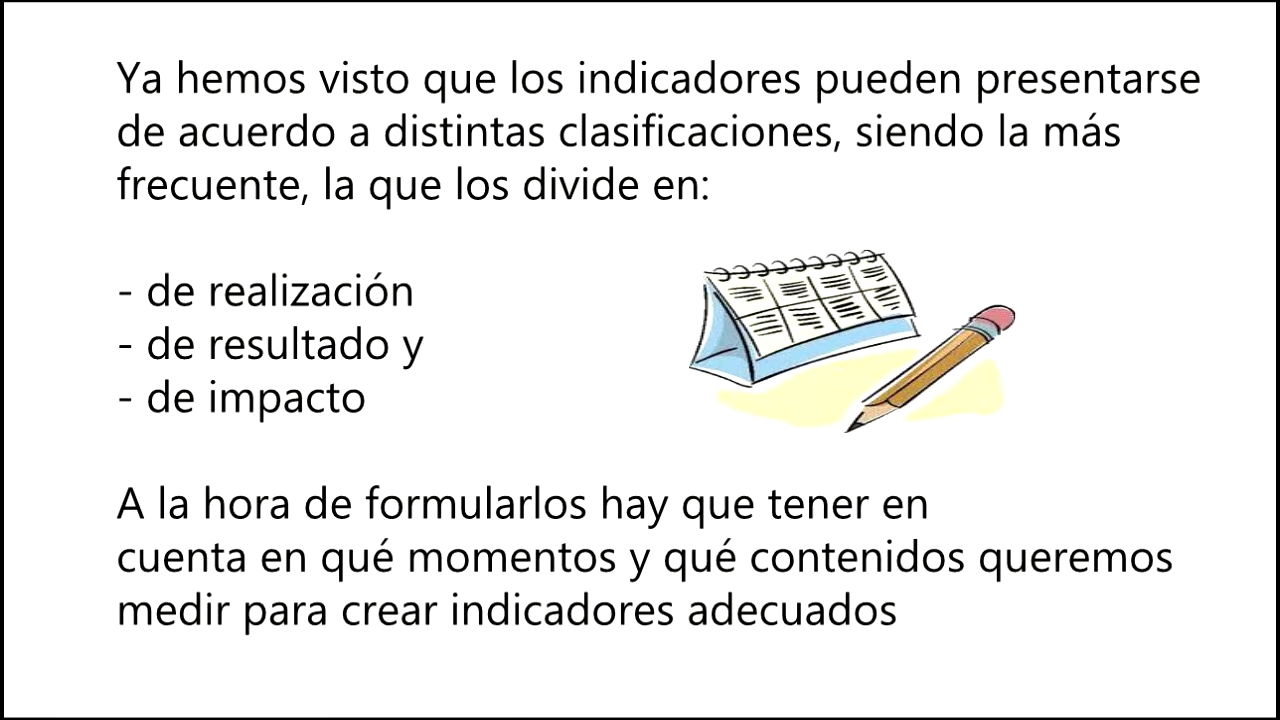 Ya hemos visto que los indicadores pueden presentarse
de acuerdo a distintas clasificaciones, siendo la más
frecuente, la que los divide en:
- de realización
- de resultado y
- de impacto
A la hora de formularlos hay que tener en
cuenta en qué momentos y qué contenidos queremos
medir para crear indicadores adecuados